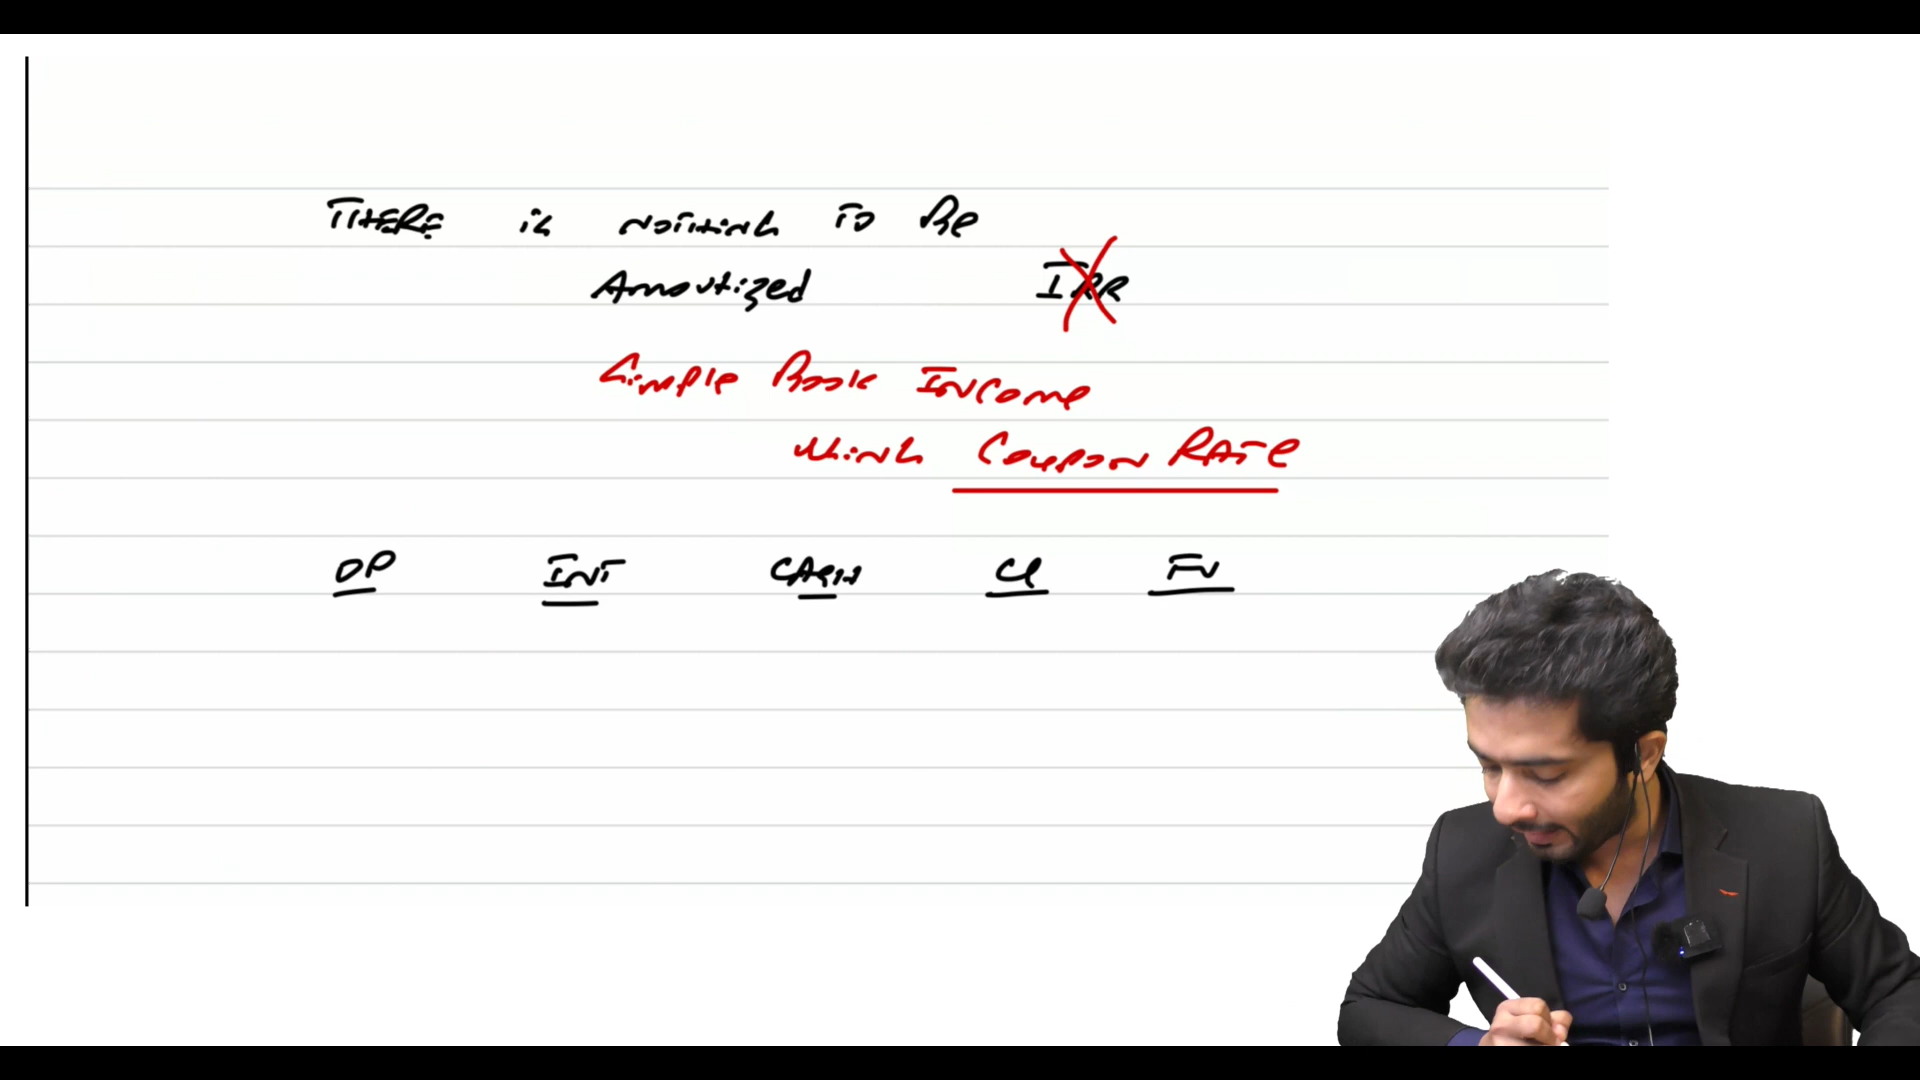 THERE is nothing to be
Amortized IRR
Simple Book Income
using Coupon Rate
OP INT CASH CL FV